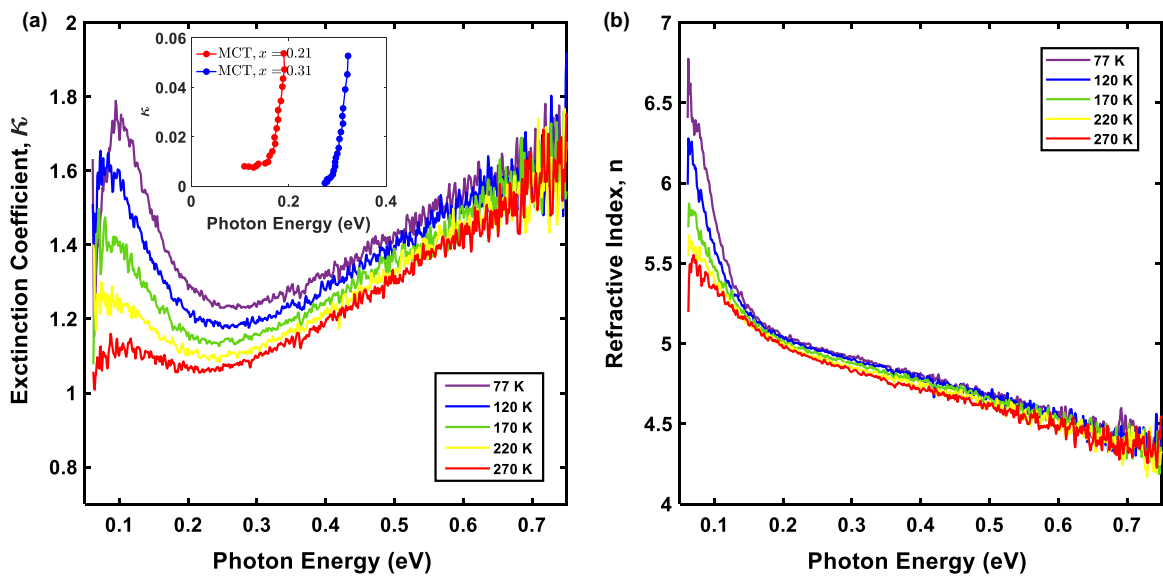 (a)
Exctinction Coefficient, K
2
1.8
1.6
1.4
1.2
1
0.8
0.1
0.2
0.3
0.4
0.5
0.6
0.7
Photon Energy (eV)
κ
0.06
0.04
0.02
0
0
0.2
0.4
Photon Energy (eV)
MCT, x = 0.21
MCT, x = 0.31
77 K
120 K
170 K
220 K
270 K
(b)
Refractive Index, n
7
6.5
6
5.5
5
4.5
4
0.1
0.2
0.3
0.4
0.5
0.6
0.7
Photon Energy (eV)
77 K
120 K
170 K
220 K
270 K